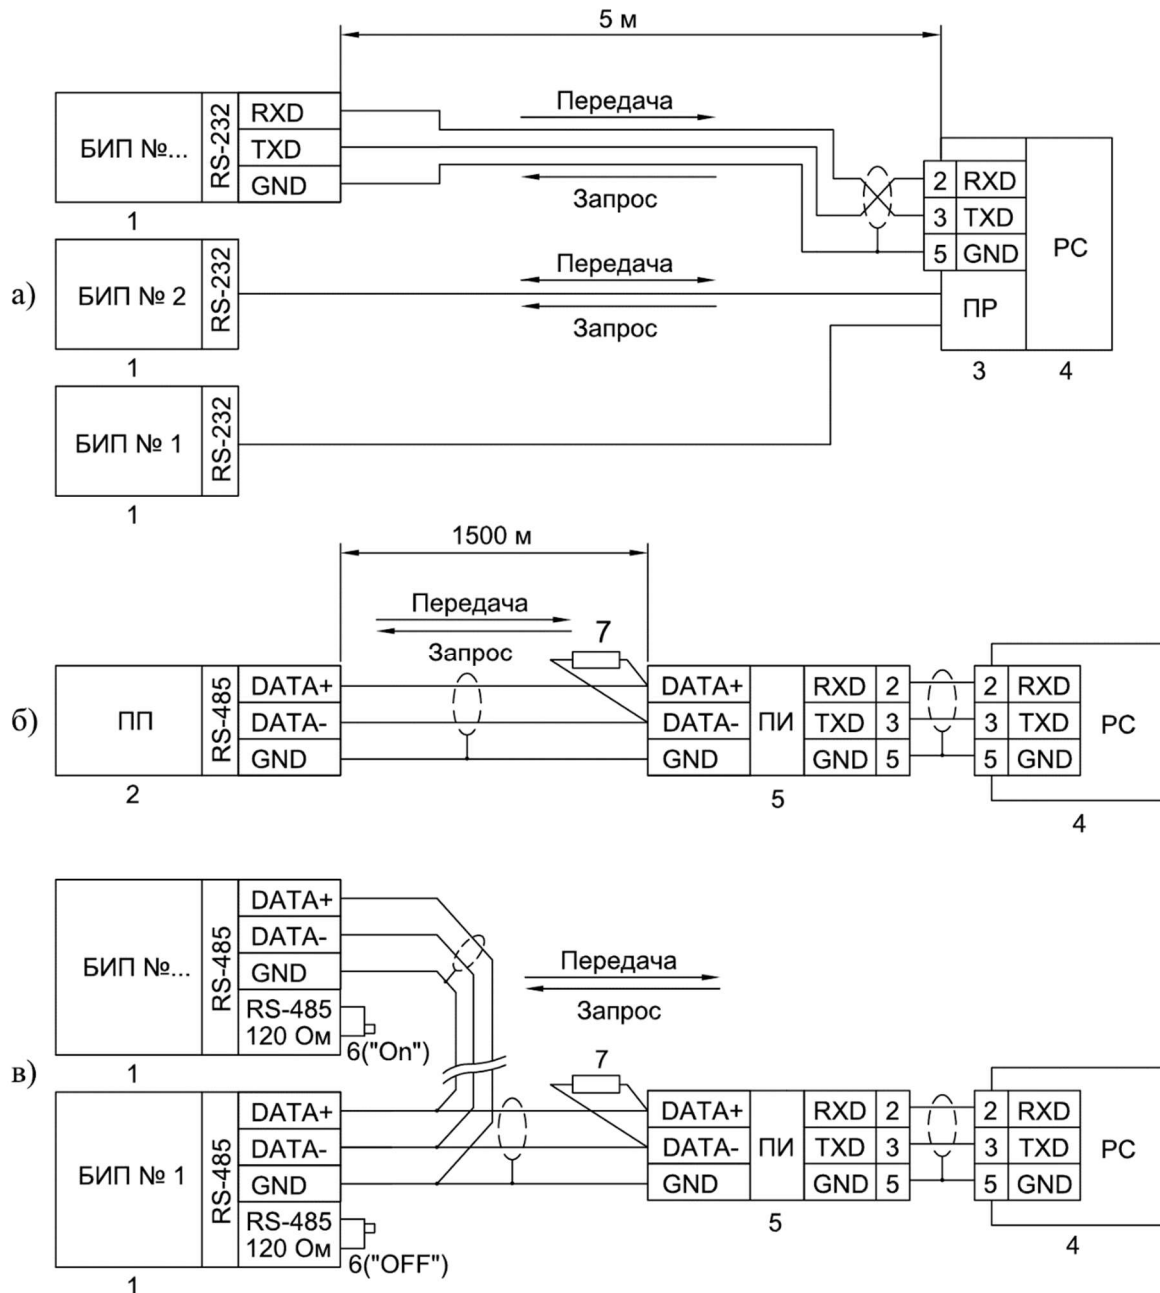 5 м
БИП №...
RS-232
RXD
TXD
GND
1
Передача
Запрос
2 RXD
3 TXD
5 GND
ПР
РС
3
4
а)
БИП № 2
RS-232
1
Передача
Запрос
БИП № 1
RS-232
1
1500 м
Передача
Запрос
7
б)
ПП
RS-485
DATA+
DATA-
GND
2
DATA+
DATA-
GND
ПИ
RXD 2
TXD 3
GND 5
5
2 RXD
3 TXD
5 GND
РС
4
БИП №...
RS-485
DATA+
DATA-
GND
RS-485
120 Ом
6("On")
1
Передача
Запрос
7
в)
БИП № 1
RS-485
DATA+
DATA-
GND
RS-485
120 Ом
6("OFF")
1
DATA+
DATA-
GND
ПИ
RXD 2
TXD 3
GND 5
5
2 RXD
3 TXD
5 GND
РС
4